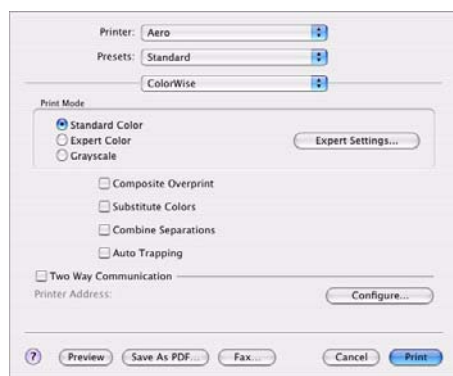 Printer: Aero
Presets: Standard
ColorWise
Print Mode
Standard Color
Expert Color
Expert Settings...
Grayscale
Composite Overprint
Substitute Colors
Combine Separations
Auto Trapping
Two Way Communication
Printer Address:
Configure...
? Preview Save As PDF... Fax... Cancel Print